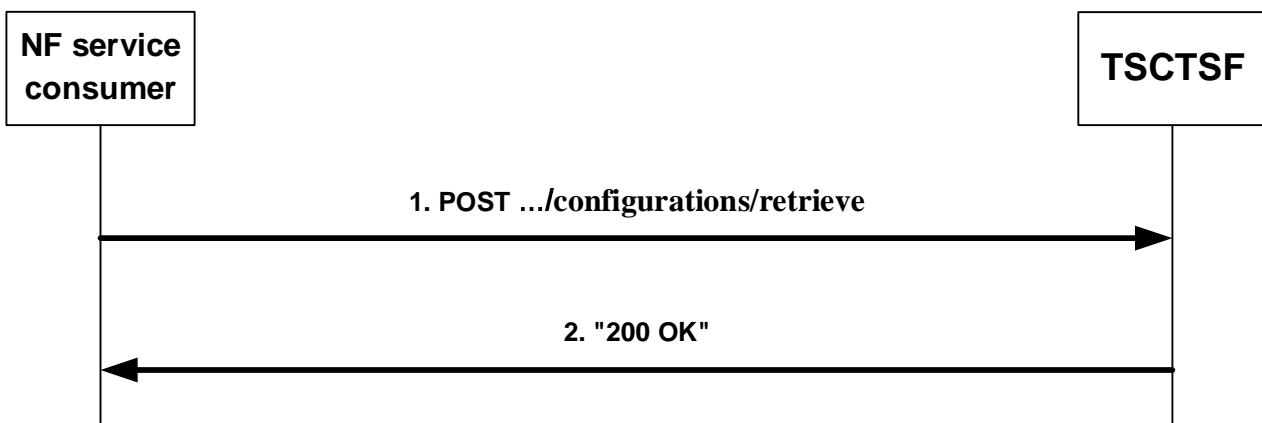 NF service
consumer
TSCTSF
1. POST …/configurations/retrieve
2. "200 OK"